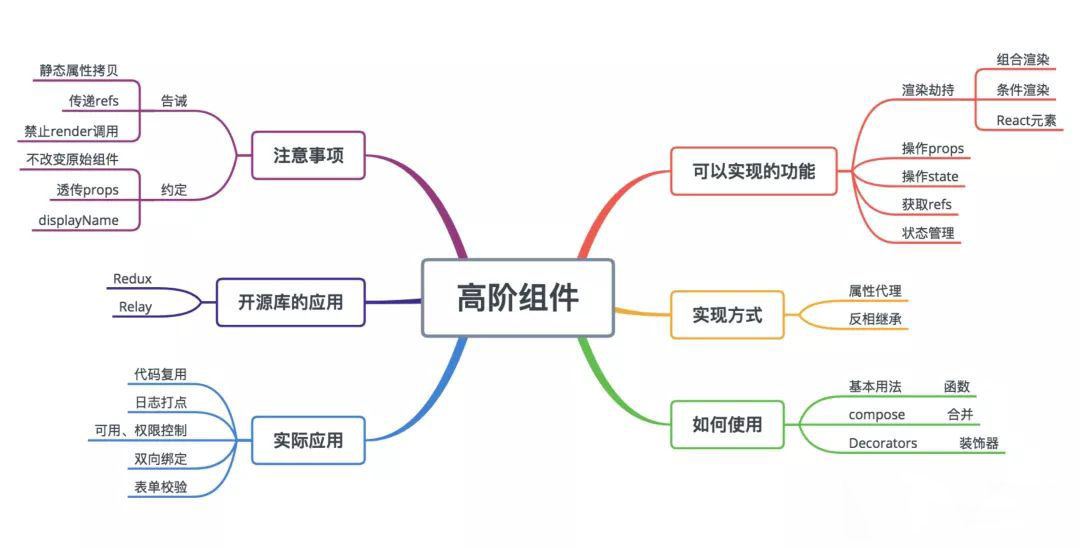 高阶组件
注意事项
告诫
静态属性拷贝
传递refs
禁止render调用
约定
不改变原始组件
透传props
displayName
开源库的应用
Redux
Relay
实际应用
代码复用
日志打点
可用、权限控制
双向绑定
表单校验
可以实现的功能
渲染劫持
组合渲染
条件渲染
React元素
操作props
操作state
获取refs
状态管理
实现方式
属性代理
反相继承
如何使用
基本用法 函数
compose 合并
Decorators 装饰器